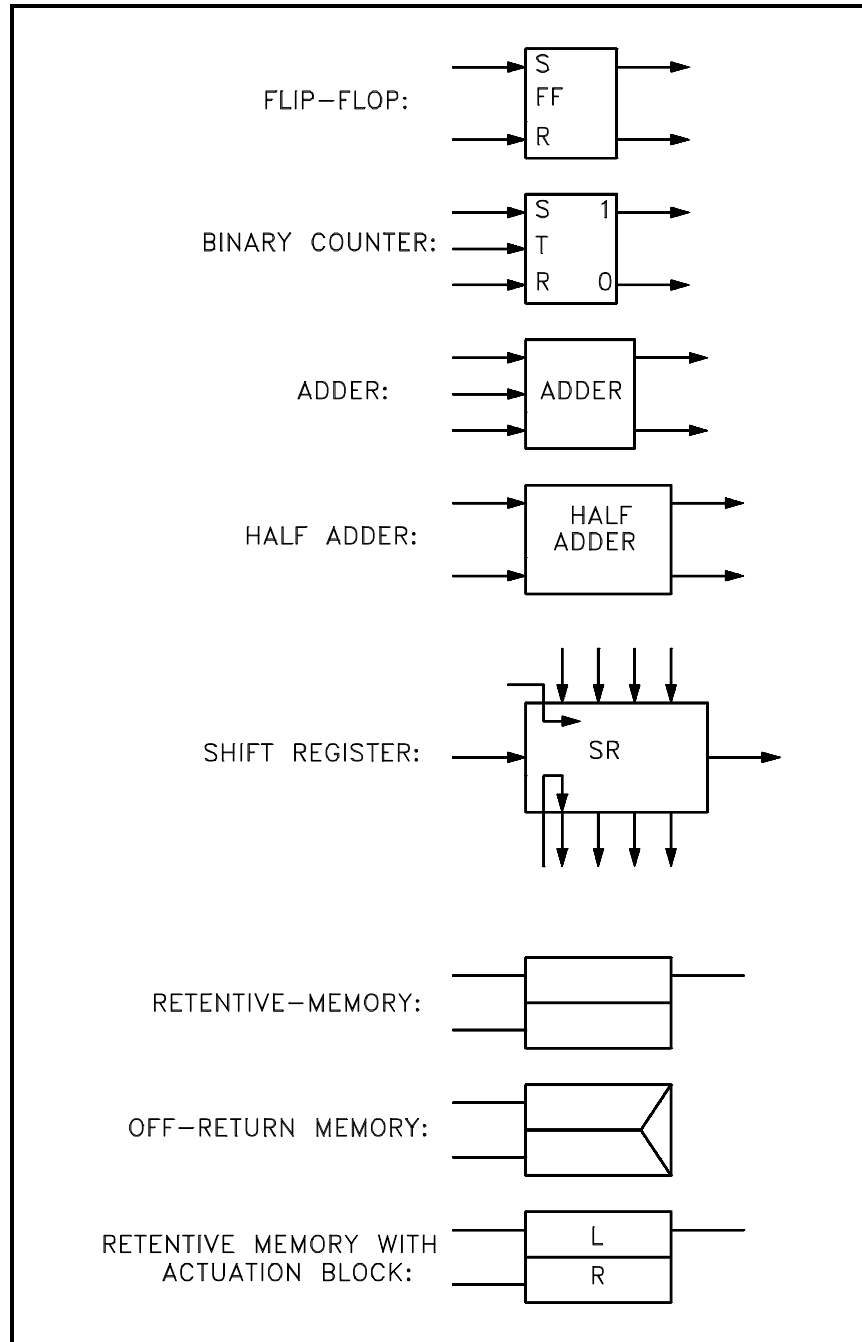 FLIP-FLOP:
S
FF
R
BINARY COUNTER:
S 1
T
R 0
ADDER:
ADDER
HALF ADDER:
HALF
ADDER
SHIFT REGISTER:
SR
RETENTIVE-MEMORY:
OFF-RETURN MEMORY:
RETENTIVE MEMORY WITH
ACTUATION BLOCK:
L
R